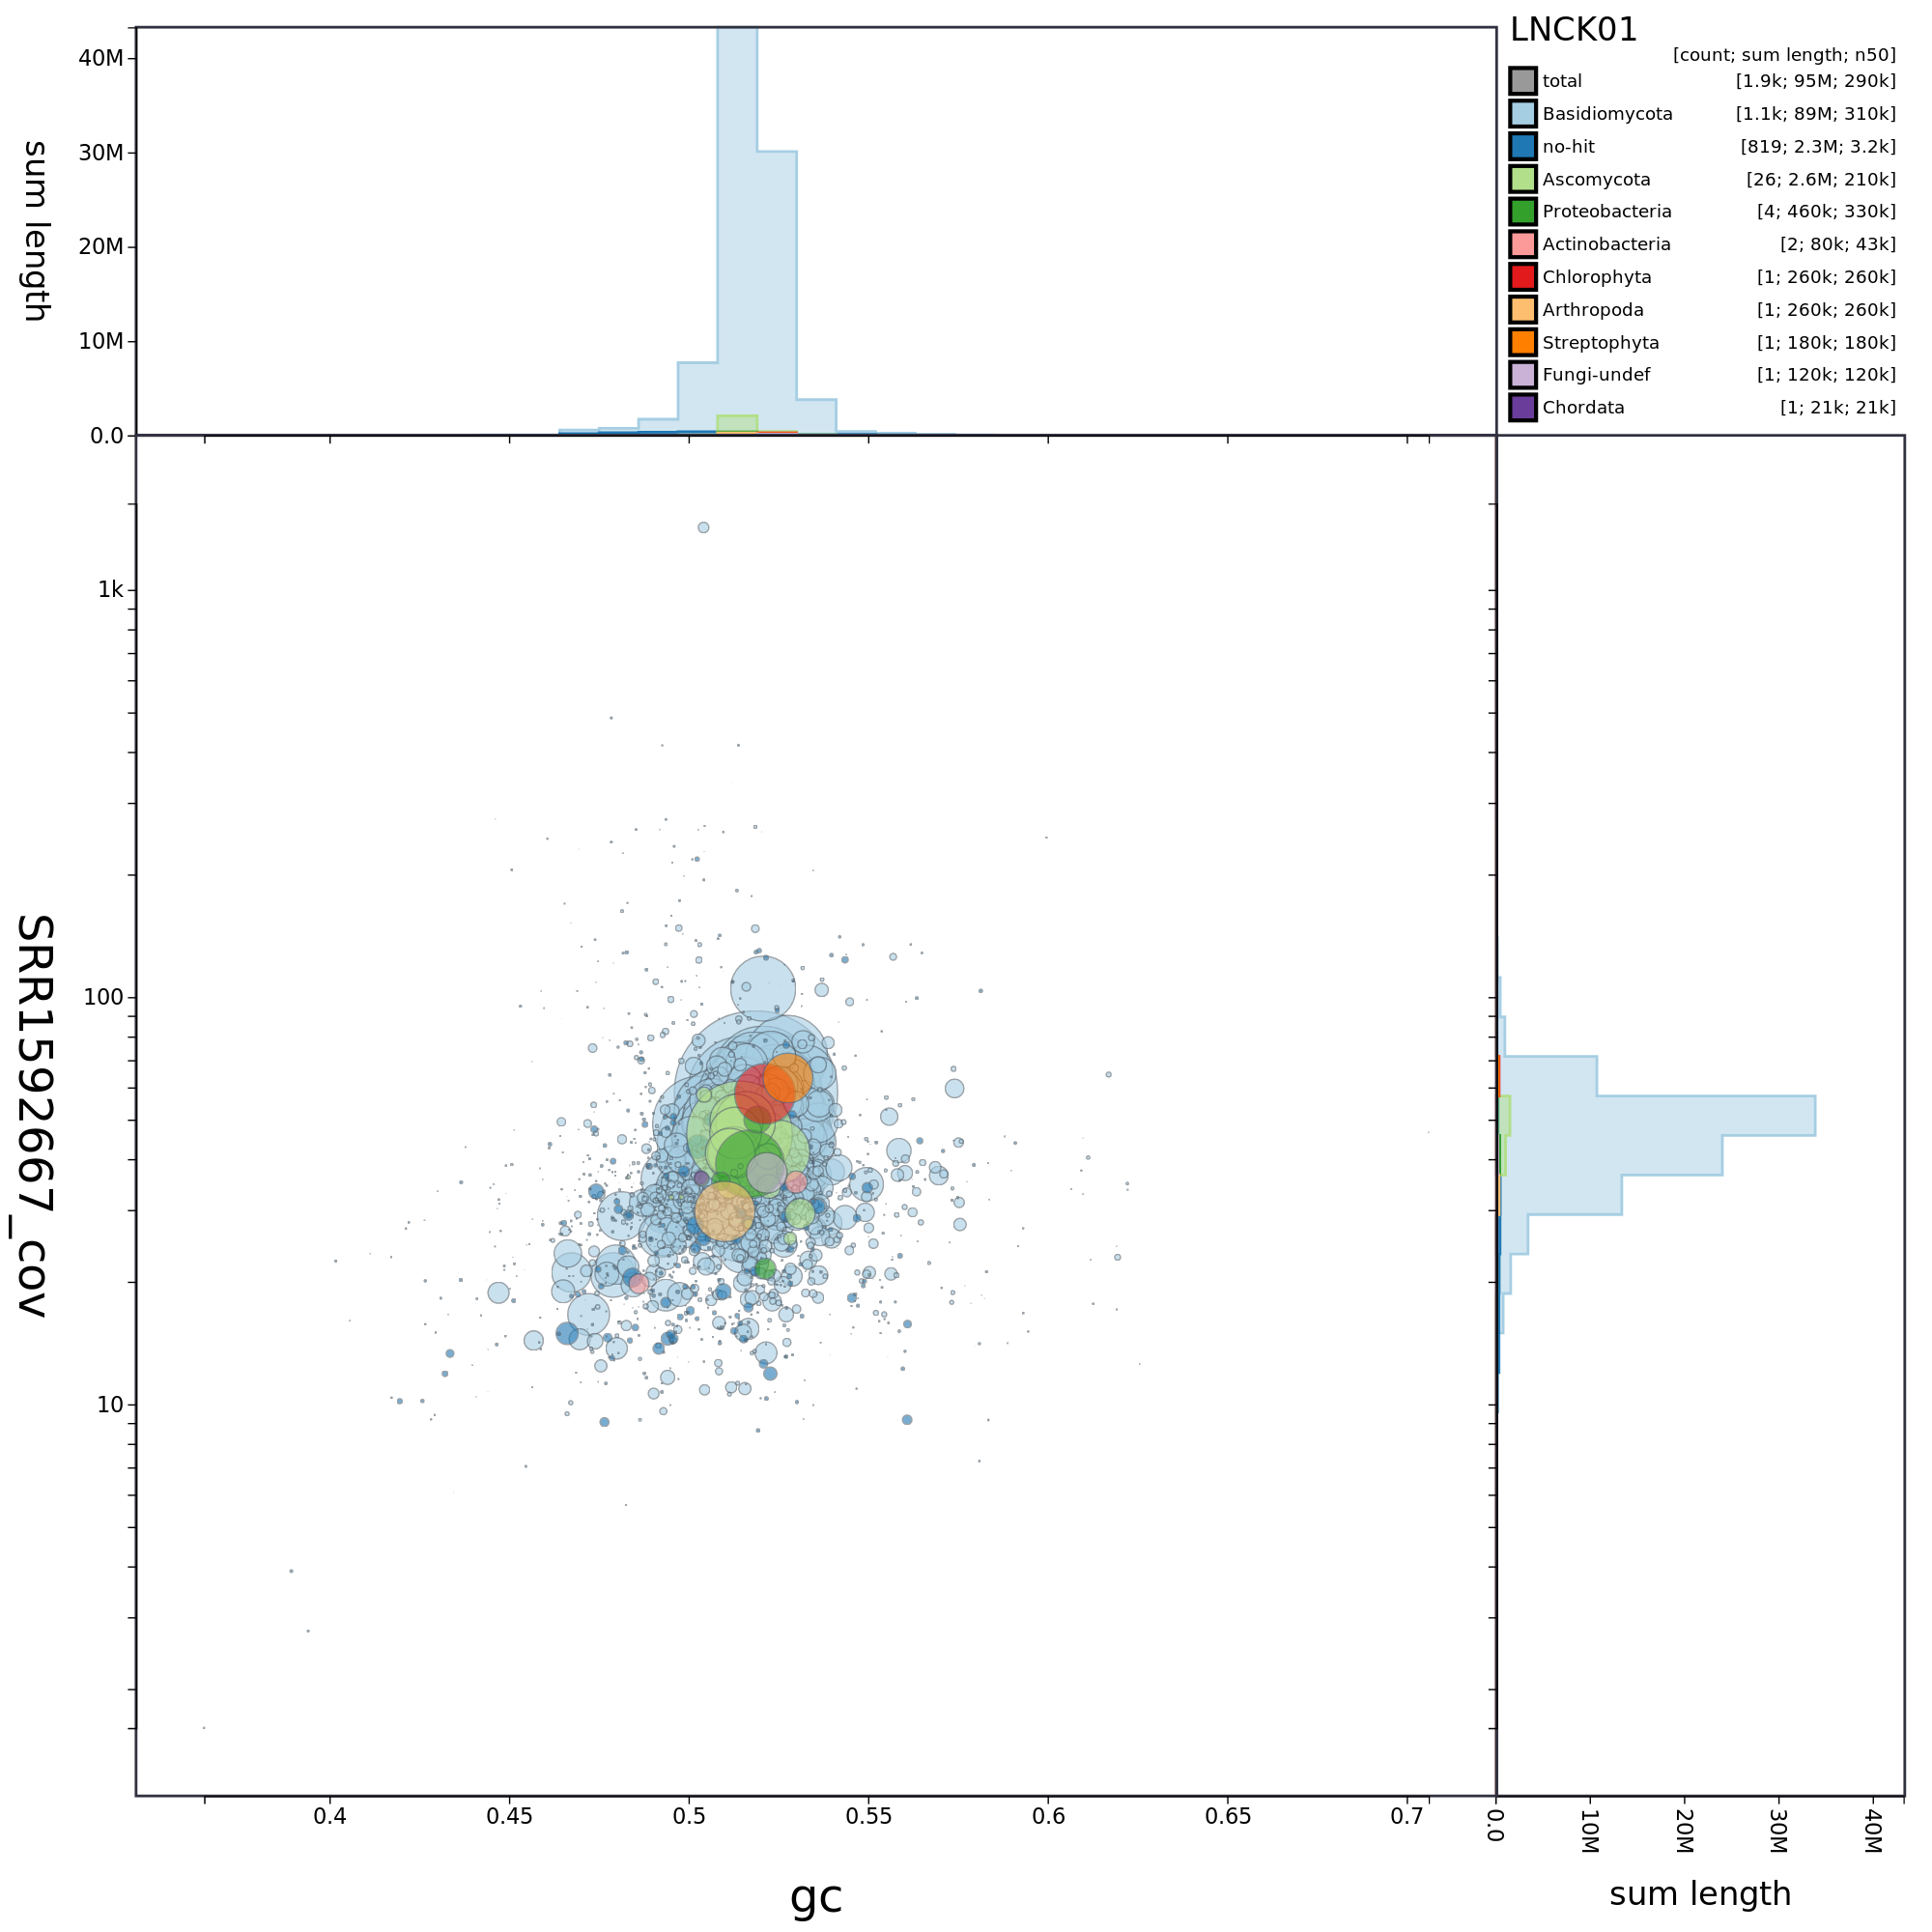 LNCK01
[count; sum length; n50]
total [1.9k; 95M; 290k]
Basidiomycota [1.1k; 89M; 310k]
no-hit [819; 2.3M; 3.2k]
Ascomycota [26; 2.6M; 210k]
Proteobacteria [4; 460k; 330k]
Actinobacteria [2; 80k; 43k]
Chlorophyta [1; 260k; 260k]
Arthropoda [1; 260k; 260k]
Streptophyta [1; 180k; 180k]
Fungi-undef [1; 120k; 120k]
Chordata [1; 21k; 21k]
sum length
40M
30M
20M
10M
0.0
SRR1592667_cov
1k
100
10
0.4 0.45 0.5 0.55 0.6 0.65 0.7
gc
0.0 10M 20M 30M 40M
sum length